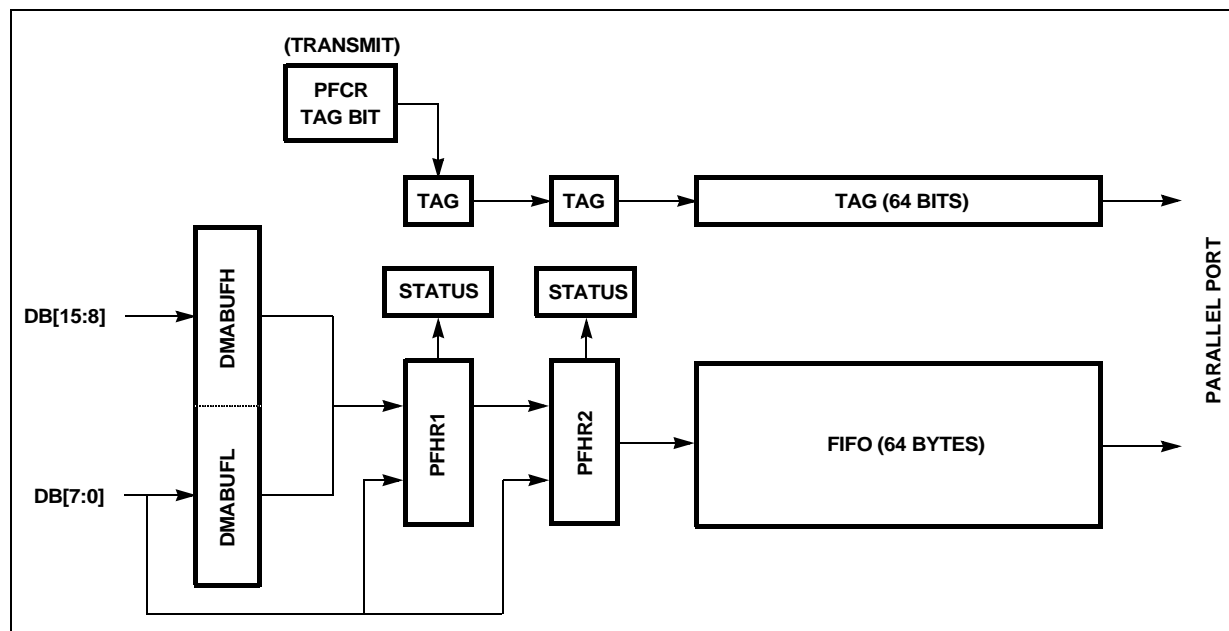 (TRANSMIT)
PFCR
TAG BIT
TAG
TAG
TAG (64 BITS)
STATUS
STATUS
DB[15:8]
DMABUFH
PFHR1
PFHR2
FIFO (64 BYTES)
PARALLEL PORT
DB[7:0]
DMABUFL